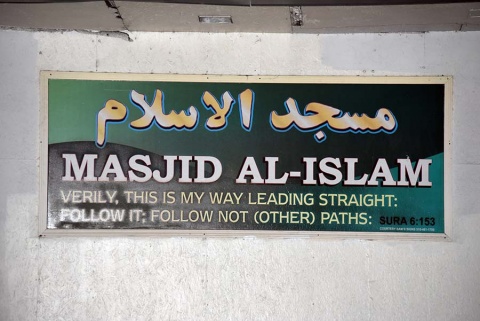 مسجد الاسلام
MASJID AL-ISLAM
VERILY, THIS IS MY WAY LEADING STRAIGHT:
FOLLOW IT; FOLLOW NOT (OTHER) PATHS: SURA 6:153